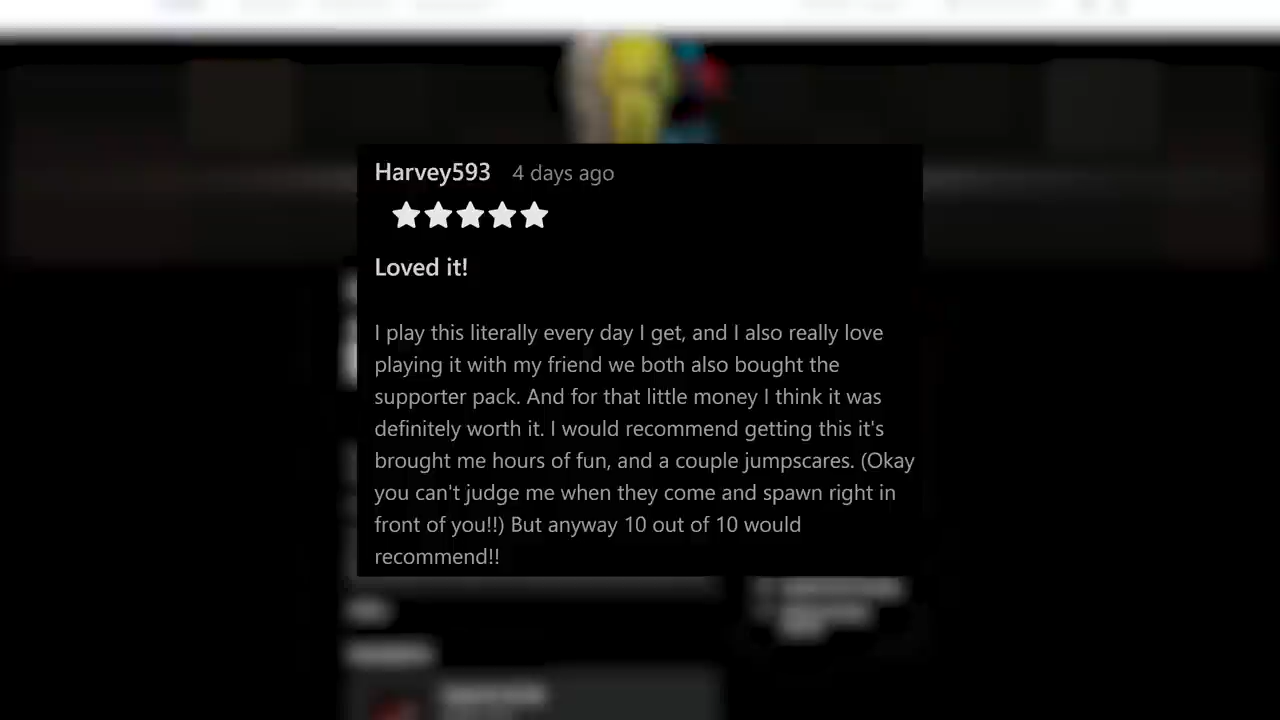 Harvey593 4 days ago
Loved it!
I play this literally every day I get, and I also really love
playing it with my friend we both also bought the
supporter pack. And for that little money I think it was
definitely worth it. I would recommend getting this it's
brought me hours of fun, and a couple jumpscares. (Okay
you can't judge me when they come and spawn right in
front of you!!) But anyway 10 out of 10 would
recommend!!